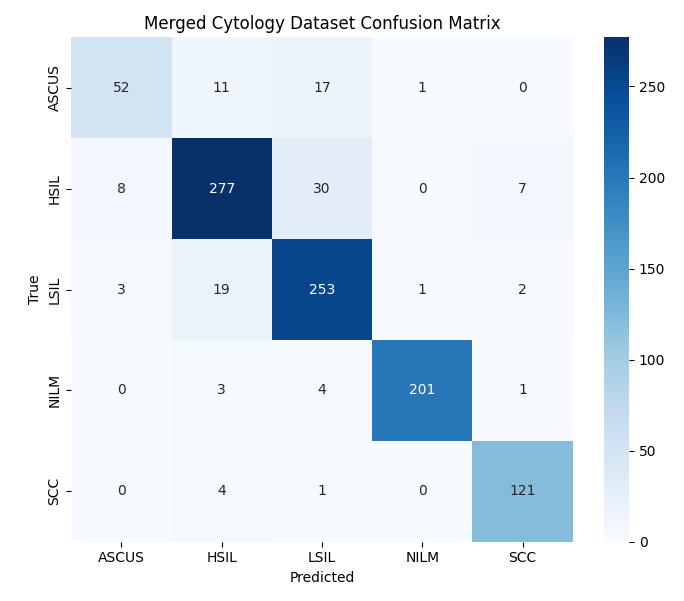 Merged Cytology Dataset Confusion Matrix
True
ASCUS 52 11 17 1 0
HSIL 8 277 30 0 7
LSIL 3 19 253 1 2
NILM 0 3 4 201 1
SCC 0 4 1 0 121
ASCUS HSIL LSIL NILM SCC
Predicted
250
200
150
100
50
0